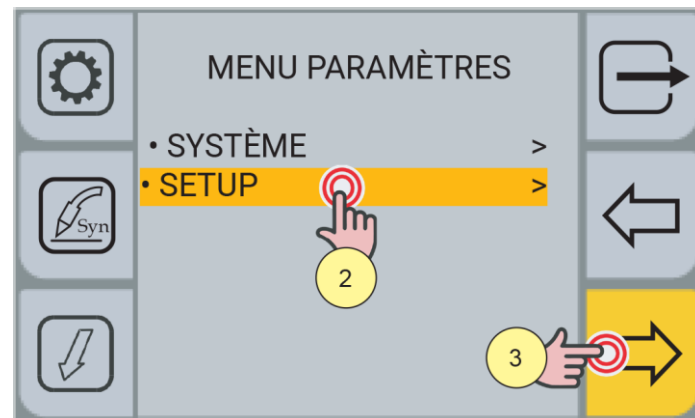 MENU PARAMÈTRES
• SYSTÈME >
• SETUP >
Syn
2
3